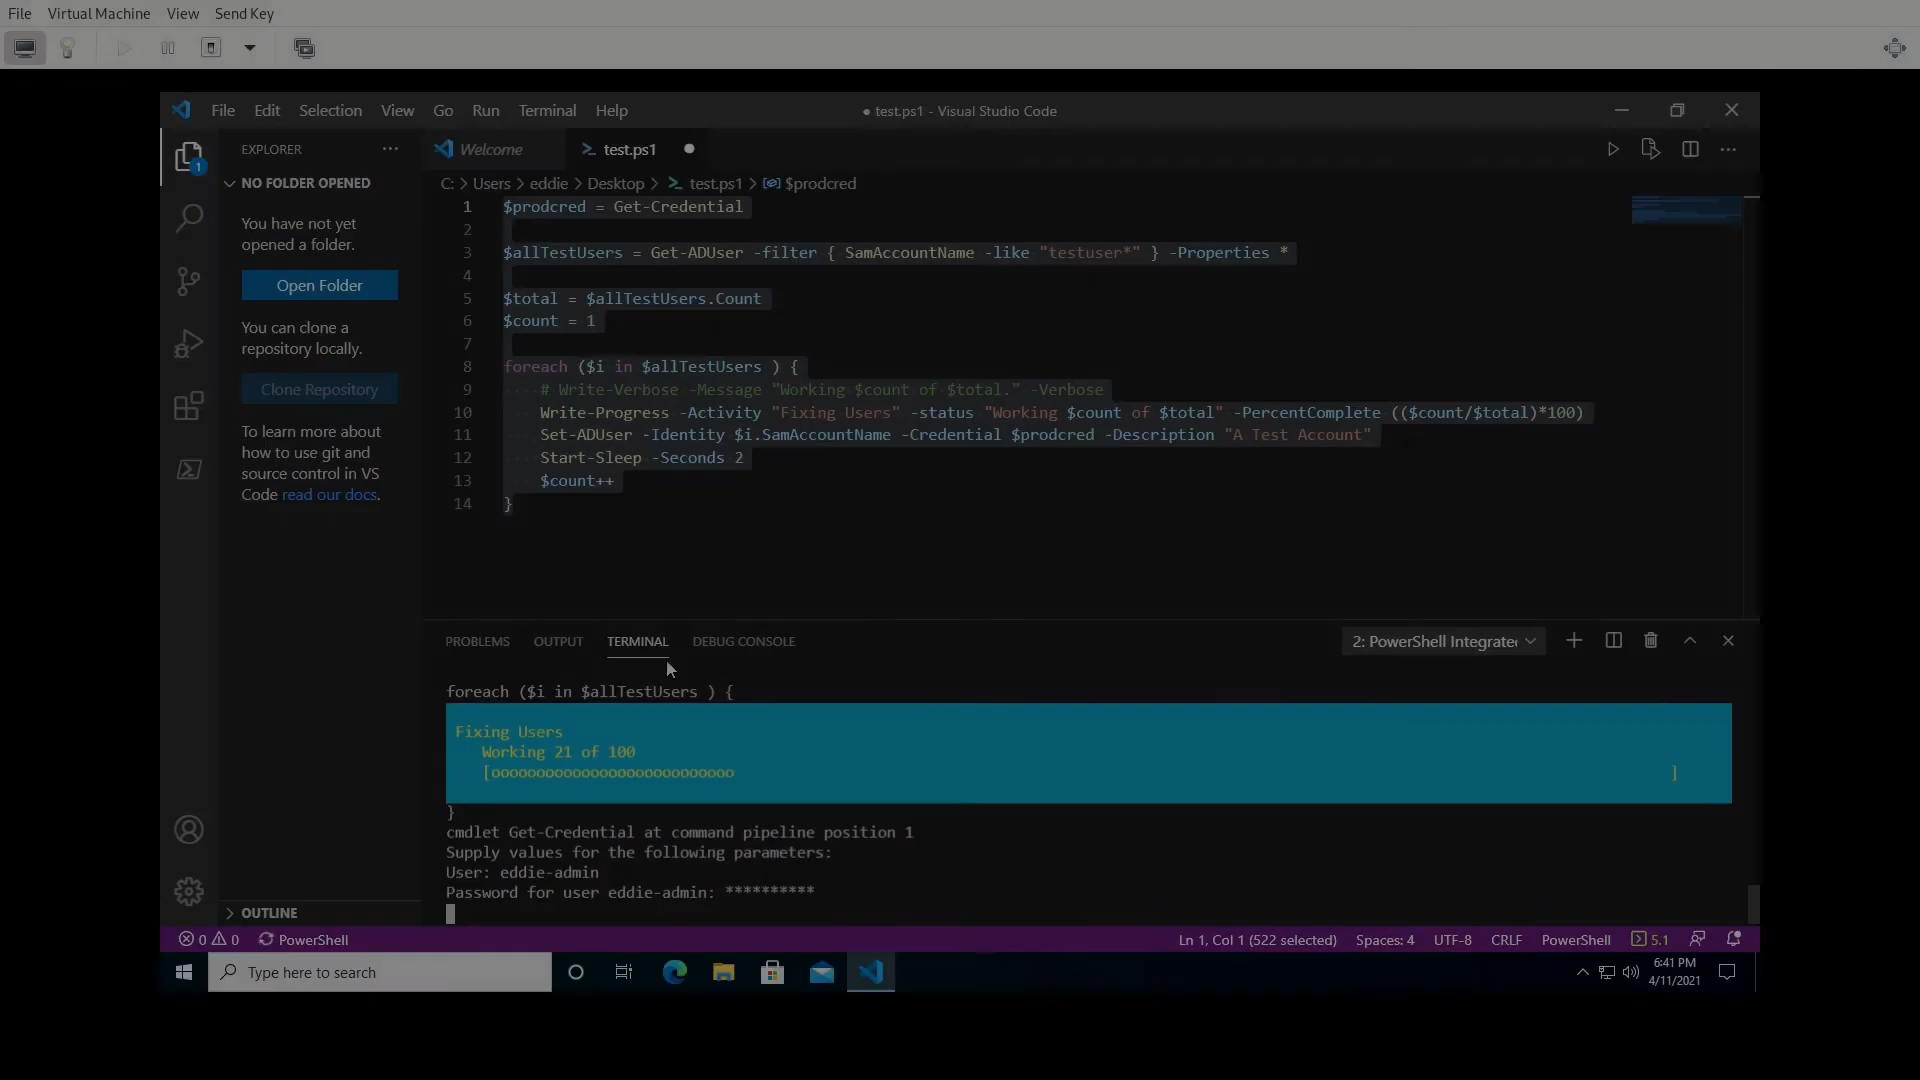 File Virtual Machine View Send Key
File Edit Selection View Go Run Terminal Help
● test.ps1 - Visual Studio Code
EXPLORER
Welcome
test.ps1
NO FOLDER OPENED
C: > Users > eddie > Desktop > test.ps1 > $prodcred
You have not yet
opened a folder.
Open Folder
You can clone a
repository locally.
Clone Repository
To learn more about
how to use git and
source control in VS
Code read our docs.
OUTLINE
1 $prodcred = Get-Credential
2
3 $allTestUsers = Get-ADUser -filter { SamAccountName -like "testuser*" } -Properties *
4
5 $total = $allTestUsers.Count
6 $count = 1
7
8 foreach ($i in $allTestUsers ) {
9 # Write-Verbose -Message "Working $count of $total." -Verbose
10 Write-Progress -Activity "Fixing Users" -status "Working $count of $total" -PercentComplete (($count/$total)*100)
11 Set-ADUser -Identity $i.SamAccountName -Credential $prodcred -Description "A Test Account"
12 Start-Sleep -Seconds 2
13 $count++
14 }
PROBLEMS OUTPUT TERMINAL DEBUG CONSOLE
2: PowerShell Integrate
foreach ($i in $allTestUsers ) {
Fixing Users
Working 21 of 100
[ooooooooooooooooooooooooooo ]
}
cmdlet Get-Credential at command pipeline position 1
Supply values for the following parameters:
User: eddie-admin
Password for user eddie-admin: **********
0 0 PowerShell
Ln 1, Col 1 (522 selected) Spaces: 4 UTF-8 CRLF PowerShell 5.1
Type here to search
6:41 PM
4/11/2021
1